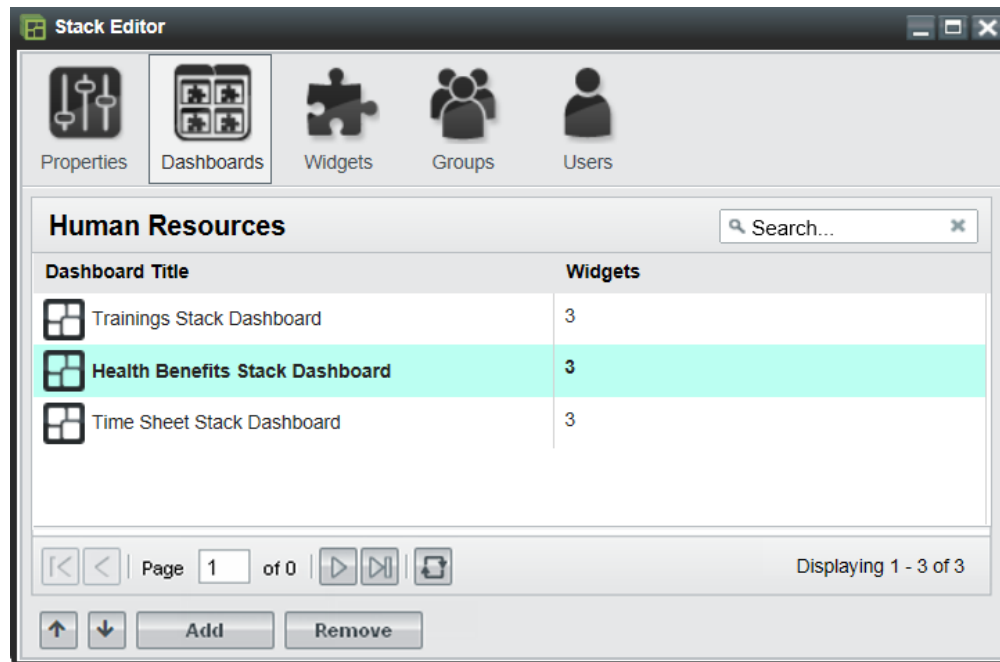 Stack Editor
Properties Dashboards Widgets Groups Users
Human Resources Search...
Dashboard Title Widgets
Trainings Stack Dashboard 3
Health Benefits Stack Dashboard 3
Time Sheet Stack Dashboard 3
Page 1 of 0 Displaying 1 - 3 of 3
Add Remove